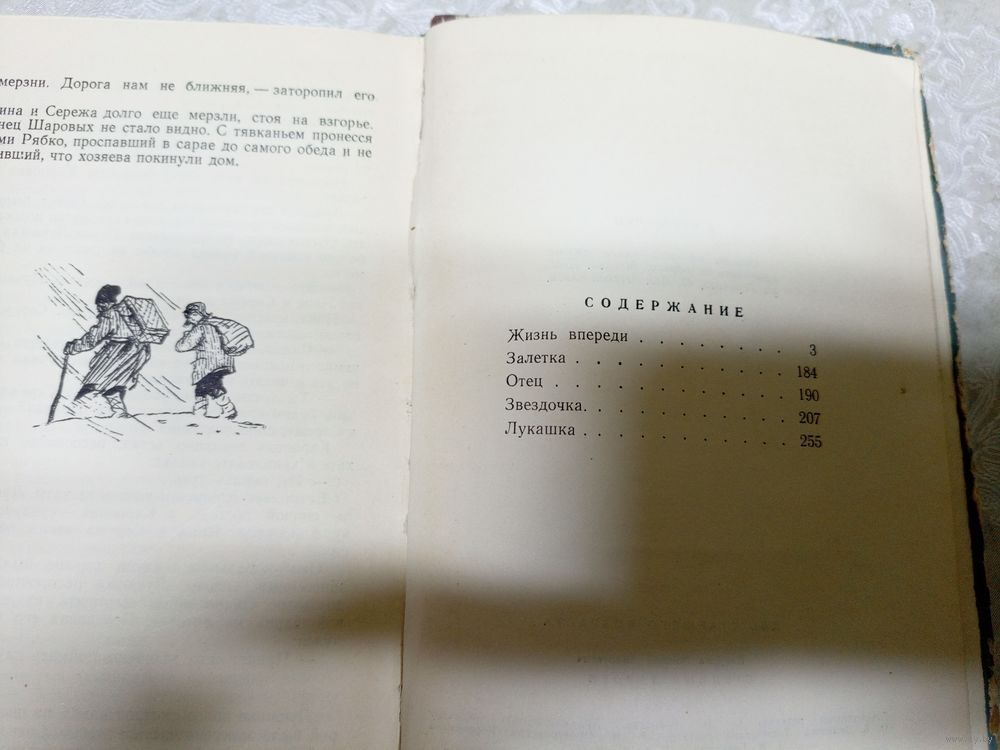 мерзни. Дорога нам не ближняя, — заторопил его
ина и Сережа долго еще мерзли, стоя на взгорье.
нец Шаровых не стало видно. С тявканьем пронесся
ми Рябко, проспавший в сарае до самого обеда и не
ивший, что хозяева покинули дом.
СОДЕРЖАНИЕ
Жизнь впереди . . . . . . . 3
Залетка . . . . . . . . . . 184
Отец . . . . . . . . . . . 190
Звездочка. . . . . . . . . . 207
Лукашка . . . . . . . . . . 255